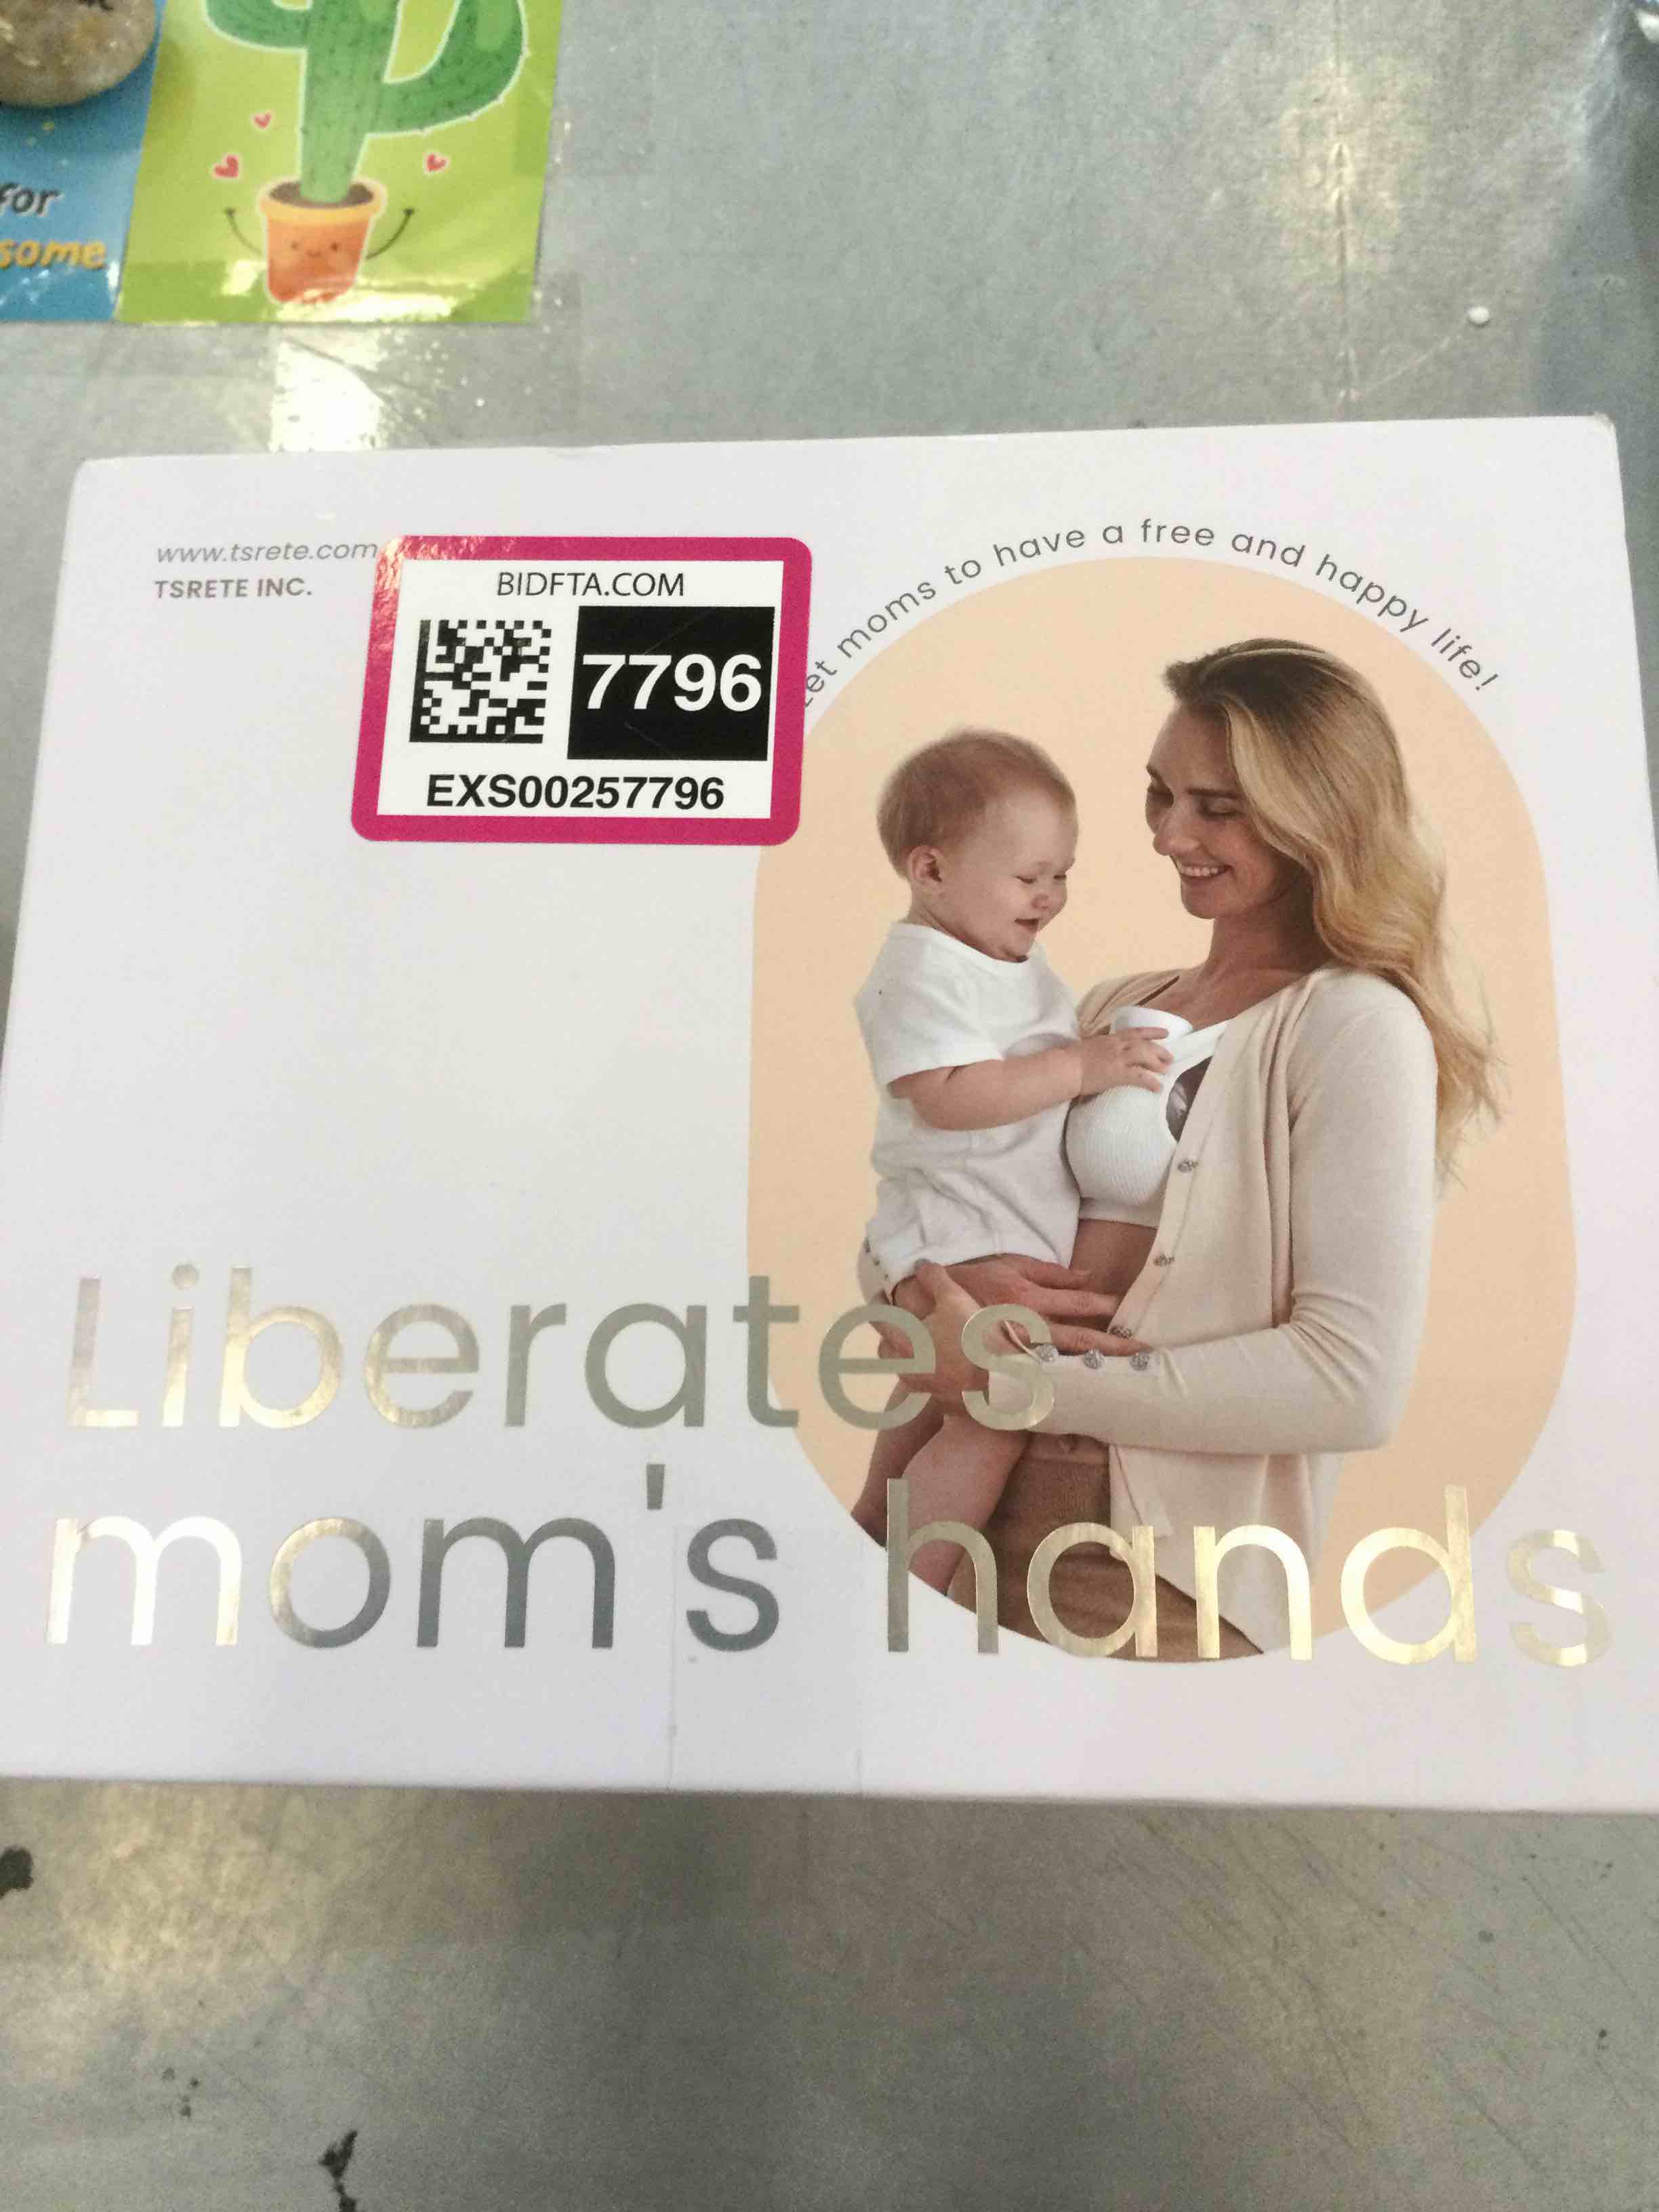 for
some
www.tsrete.com
TSRETE INC.
BIDFTA.COM
7796
EXS00257796
Let moms to have a free and happy life!
Liberates
mom's hands